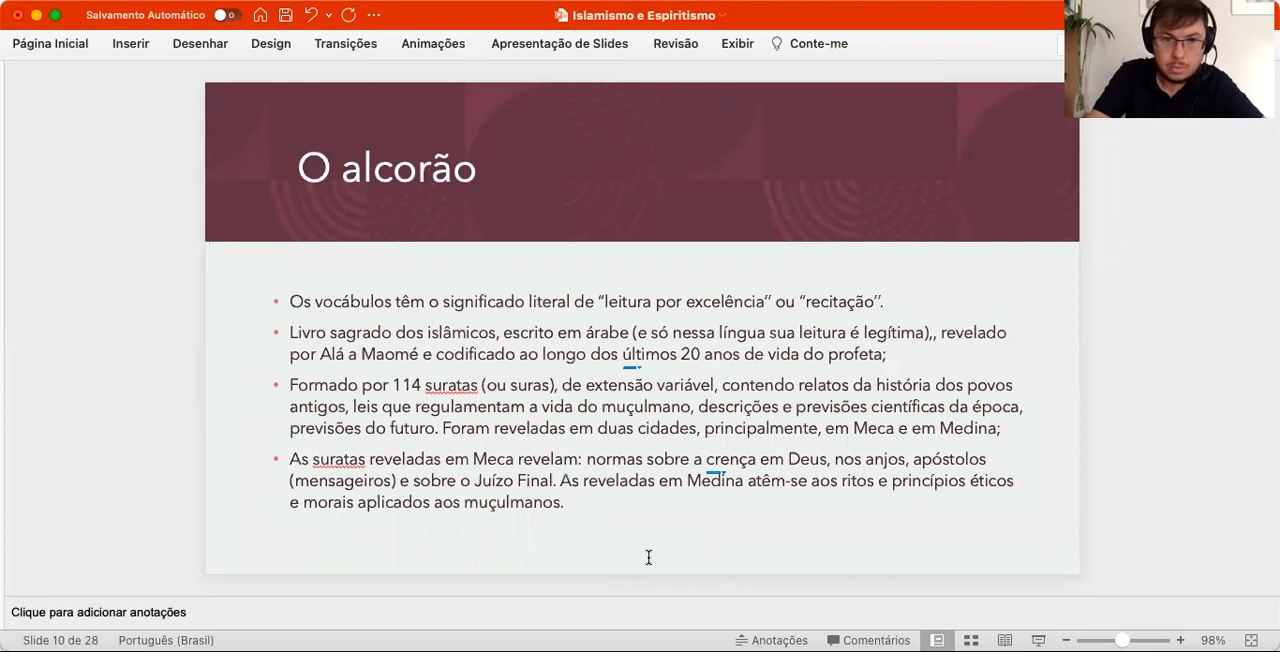 Salvamento Automático 0 Islamismo e Espiritismo
Página Inicial Inserir Desenhar Design Transições Animações Apresentação de Slides Revisão Exibir Conte-me
O alcorão
• Os vocábulos têm o significado literal de “leitura por excelência” ou “recitação”.
• Livro sagrado dos islâmicos, escrito em árabe (e só nessa língua sua leitura é legítima),, revelado
por Alá a Maomé e codificado ao longo dos últimos 20 anos de vida do profeta;
• Formado por 114 suratas (ou suras), de extensão variável, contendo relatos da história dos povos
antigos, leis que regulamentam a vida do muçulmano, descrições e previsões científicas da época,
previsões do futuro. Foram reveladas em duas cidades, principalmente, em Meca e em Medina;
• As suratas reveladas em Meca revelam: normas sobre a crença em Deus, nos anjos, apóstolos
(mensageiros) e sobre o Juízo Final. As reveladas em Medina atêm-se aos ritos e princípios éticos
e morais aplicados aos muçulmanos.
Clique para adicionar anotações
Slide 10 de 28 Português (Brasil) Anotações Comentários 98%